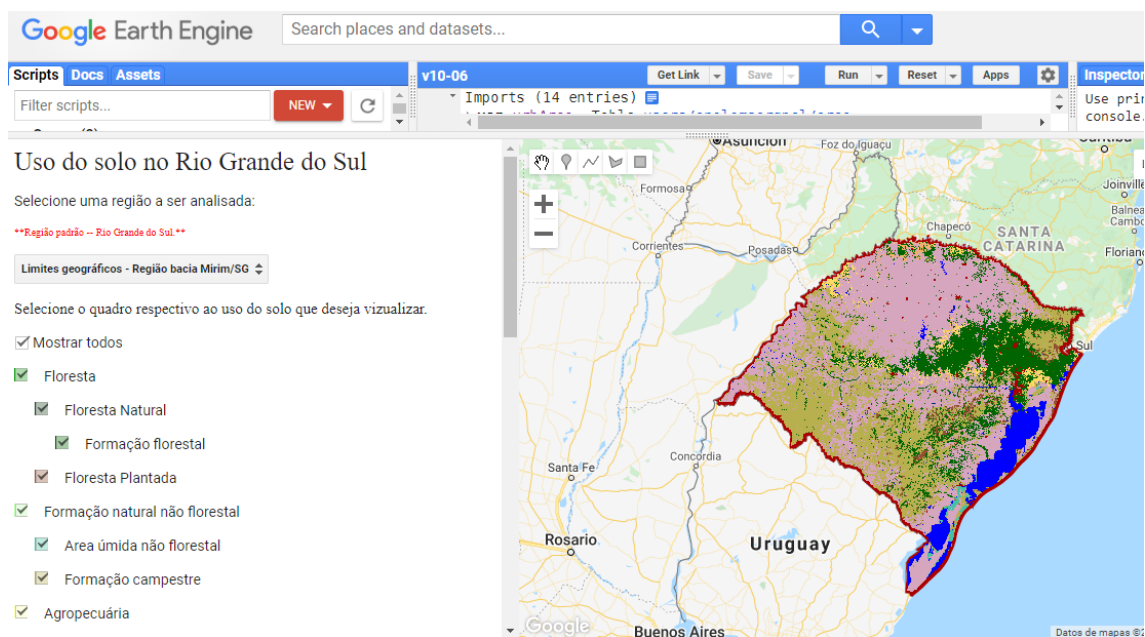 Google Earth Engine
Search places and datasets...
Scripts Docs Assets
Filter scripts...
NEW
v10-06
Get Link
Save
Run
Reset
Apps
Imports (14 entries)
Inspector
Use prin
console.
Uso do solo no Rio Grande do Sul
Selecione uma região a ser analisada:
**Região padrão -- Rio Grande do Sul.**
Limites geográficos - Região bacia Mirim/SG
Selecione o quadro respectivo ao uso do solo que deseja vizualizar.
Mostrar todos
Floresta
Floresta Natural
Formação florestal
Floresta Plantada
Formação natural não florestal
Area úmida não florestal
Formação campestre
Agropecuária
Asunción
Foz do Iguaçu
Formosa
Joinville
Balnea
Cambo
Chapecó
SANTA
CATARINA
Corrientes
Posadas
Floriano
Sul
Concordia
Santa Fe
Rosario
Uruguay
Buenos Aires
Google
Datos de mapas ©2